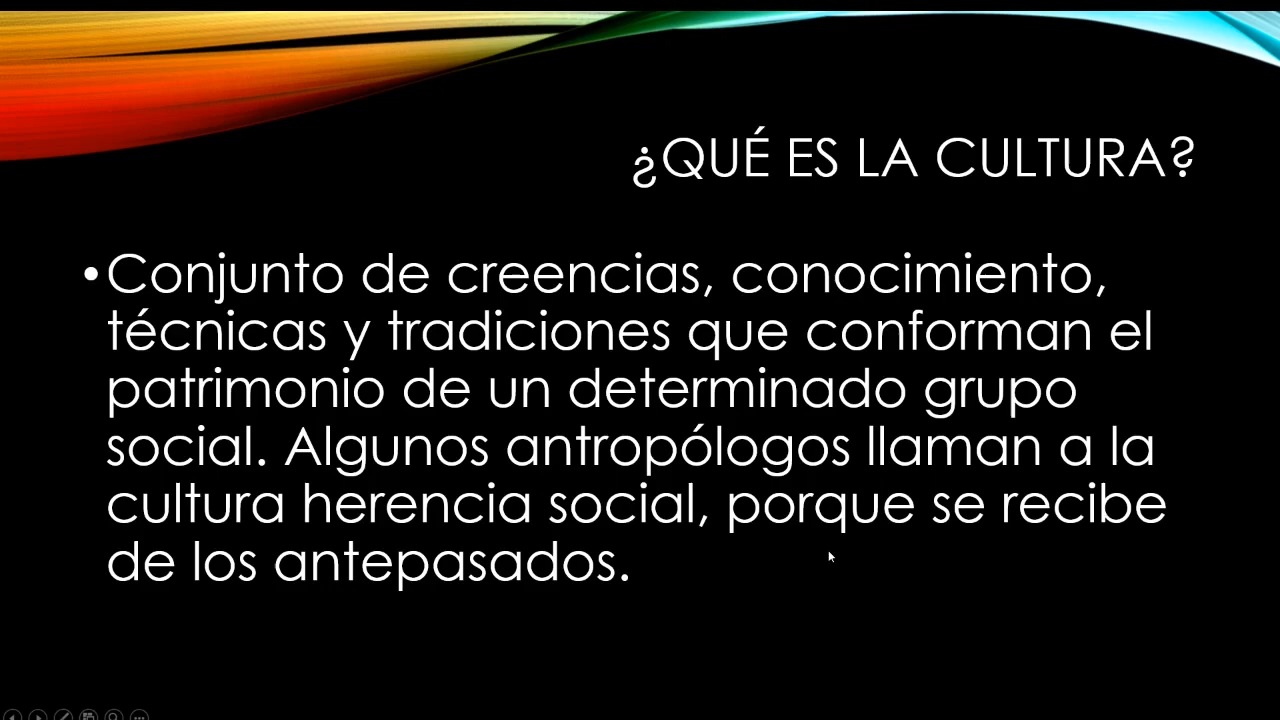 ¿QUÉ ES LA CULTURA?
•Conjunto de creencias, conocimiento,
técnicas y tradiciones que conforman el
patrimonio de un determinado grupo
social. Algunos antropólogos llaman a la
cultura herencia social, porque se recibe
de los antepasados.